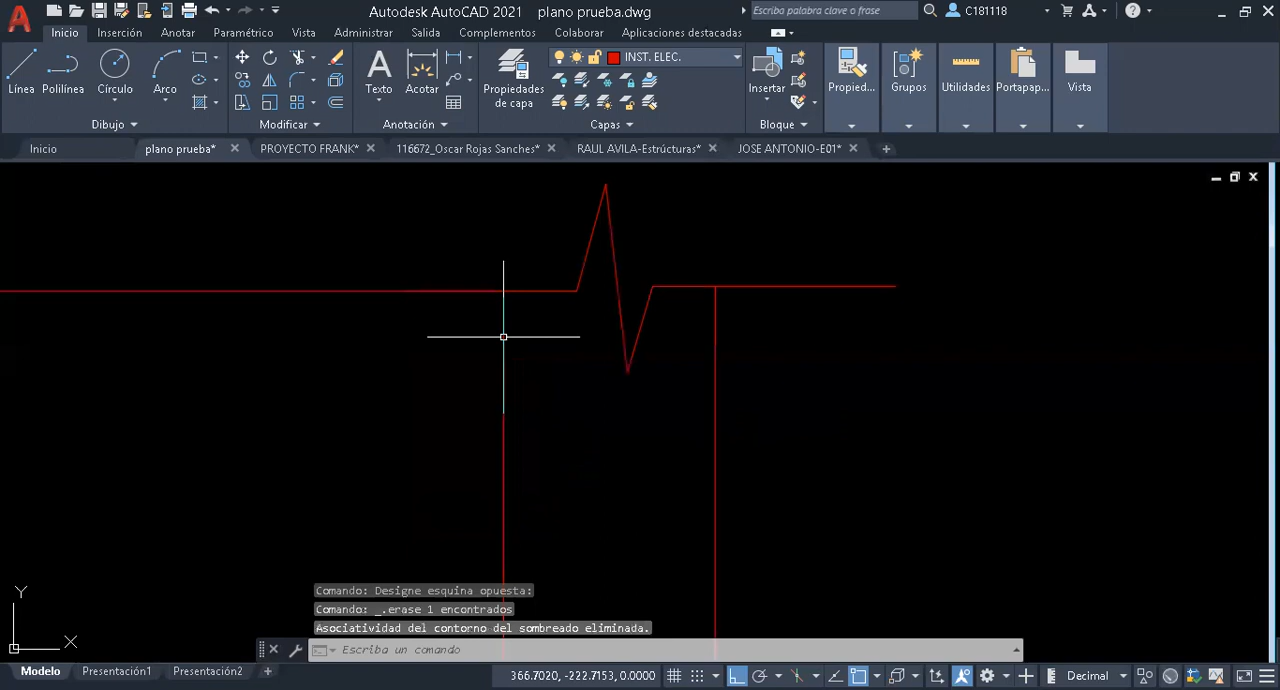 Autodesk AutoCAD 2021 plano prueba.dwg
Escriba palabra clave o frase
C181118
Inicio Inserción Anotar Paramétrico Vista Administrar Salida Complementos Colaborar Aplicaciones destacadas
Línea Polilínea Círculo Arco
Texto Acotar
Propiedades de capa
INST. ELEC.
Insertar
Propied...
Grupos
Utilidades
Portapap...
Vista
Dibujo Modificar Anotación Capas Bloque
Inicio plano prueba* PROYECTO FRANK* 116672_Oscar Rojas Sanches* RAUL AVILA-Estrúcturas* JOSE ANTONIO-E01*
Y
X
Comando: Designe esquina opuesta:
Comando: _.erase 1 encontrados
Asociatividad del contorno del sombreado eliminada.
Escriba un comando
Modelo Presentación1 Presentación2
366.7020, -222.7153, 0.0000
Decimal